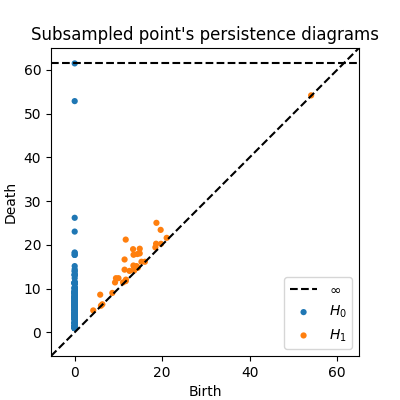 Subsampled point's persistence diagrams
Death
60
50
40
30
20
10
0
∞
H₀
H₁
0 20 40 60
Birth